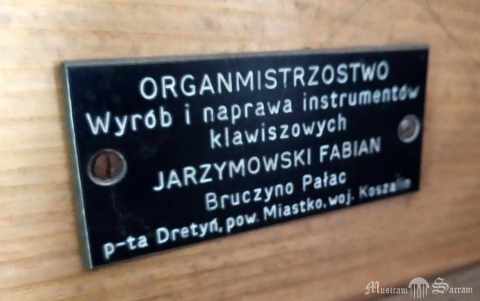 ORGANMISTRZOSTWO
Wyrób i naprawa instrumentów
klawiszowych
JARZYMOWSKI FABIAN
Bruczyno Pałac
p-ta Dretyń, pow. Miastko, woj. Koszalin
Musicam Sacram